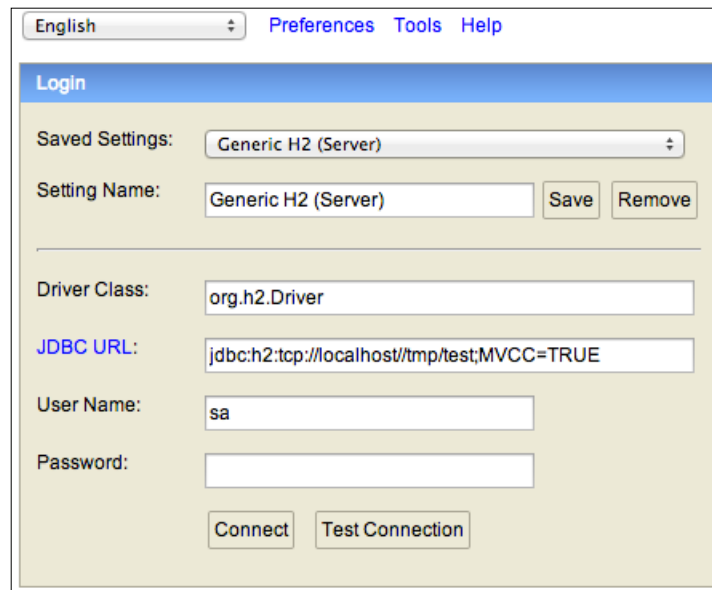 English Preferences Tools Help
Login
Saved Settings: Generic H2 (Server)
Setting Name: Generic H2 (Server) Save Remove
Driver Class: org.h2.Driver
JDBC URL: jdbc:h2:tcp://localhost//tmp/test;MVCC=TRUE
User Name: sa
Password:
Connect Test Connection